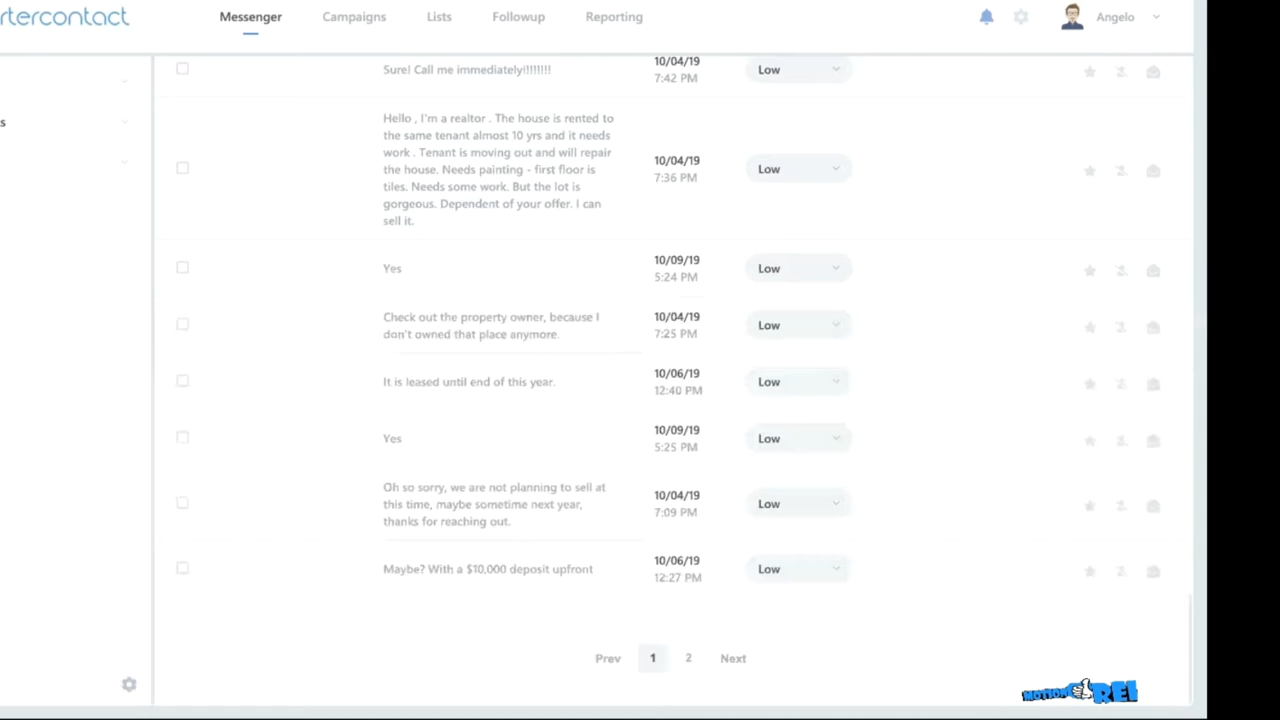 rtercontact
Messenger
Campaigns
Lists
Followup
Reporting
Angelo
s
Sure! Call me immediately!!!!!!!!
10/04/19
7:42 PM
Low
Hello , I'm a realtor . The house is rented to
the same tenant almost 10 yrs and it needs
work . Tenant is moving out and will repair
the house. Needs painting - first floor is
tiles. Needs some work. But the lot is
gorgeous. Dependent of your offer. I can
sell it.
10/04/19
7:36 PM
Low
Yes
10/09/19
5:24 PM
Low
Check out the property owner, because I
don't owned that place anymore.
10/04/19
7:25 PM
Low
It is leased until end of this year.
10/06/19
12:40 PM
Low
Yes
10/09/19
5:25 PM
Low
Oh so sorry, we are not planning to sell at
this time, maybe sometime next year,
thanks for reaching out.
10/04/19
7:09 PM
Low
Maybe? With a $10,000 deposit upfront
10/06/19
12:27 PM
Low
Prev
1
2
Next
MOTION REI